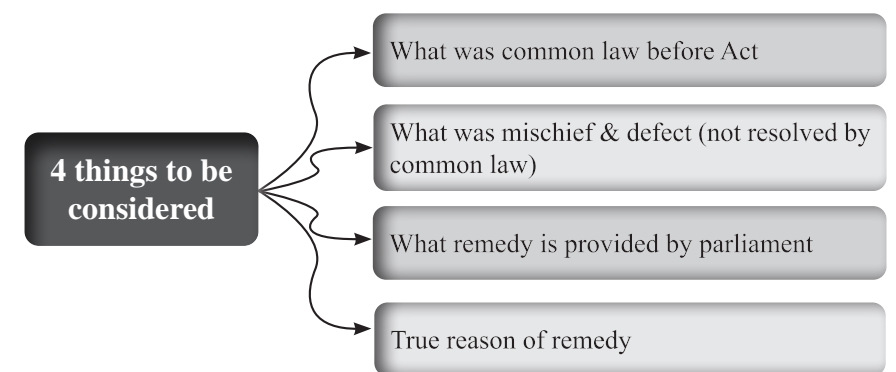 4 things to be
considered
What was common law before Act
What was mischief & defect (not resolved by
common law)
What remedy is provided by parliament
True reason of remedy